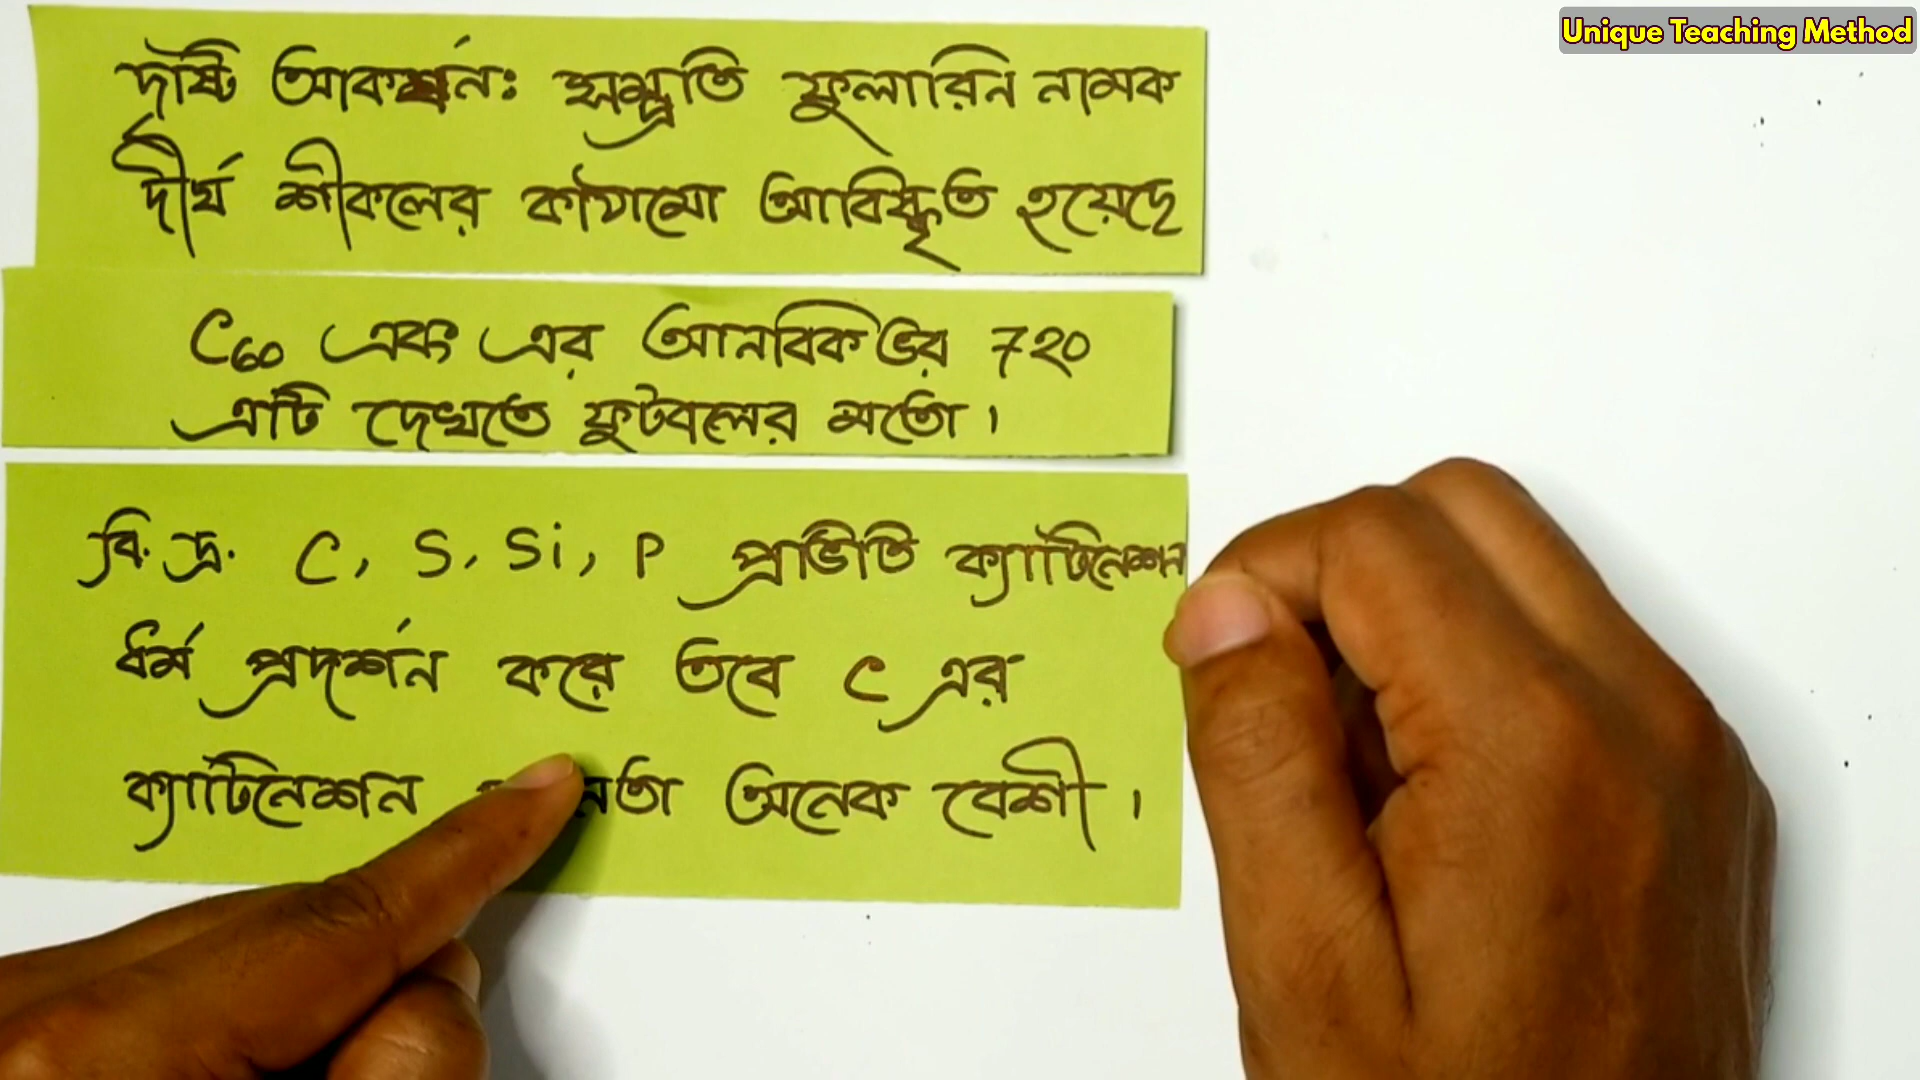 Unique Teaching Method
দৃষ্টি আকর্শনঃ সম্প্রতি ফুলারিন নামক
দীর্ঘ শীকলের কাঠামো আবিষ্কৃত হয়েছে
C60 এবং এর আনবিক ভর 720
এটি দেখতে ফুটবলের মতো।
বি. দ্র. C, S, Si, P প্রভীতি ক্যাটিনেশন
ধর্ম প্রদর্শন করে তবে C এর
ক্যাটিনেশন অনেক বেশী।